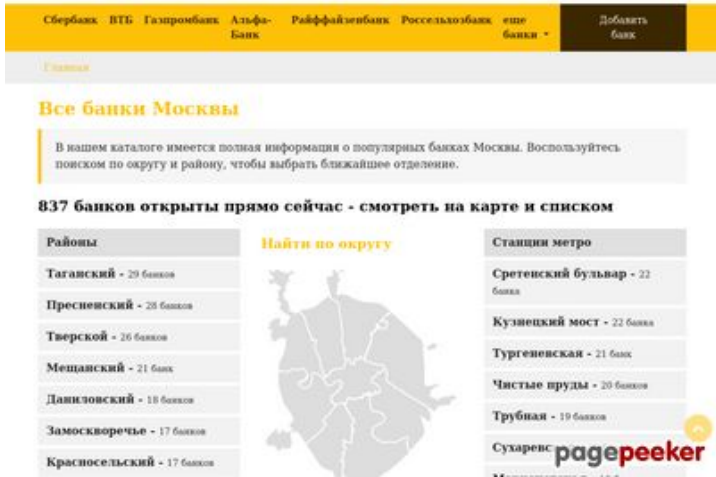 Сбербанк ВТБ Газпромбанк Альфа- Райффайзенбанк Россельхозбанк еще Добавить
Банк банки банк
Главная
Все банки Москвы
В нашем каталоге имеется полная информация о популярных банках Москвы. Воспользуйтесь
поиском по округу и району, чтобы выбрать ближайшее отделение.
837 банков открыты прямо сейчас - смотреть на карте и списком
Районы
Таганский - 29 банков
Пресненский - 28 банков
Тверской - 26 банков
Мещанский - 21 банк
Даниловский - 18 банков
Замоскворечье - 17 банков
Красносельский - 17 банков
Найти по округу
Станции метро
Сретенский бульвар - 22
банка
Кузнецкий мост - 22 банка
Тургеневская - 21 банк
Чистые пруды - 20 банков
Трубная - 19 банков
Сухаревс
pagepeeker